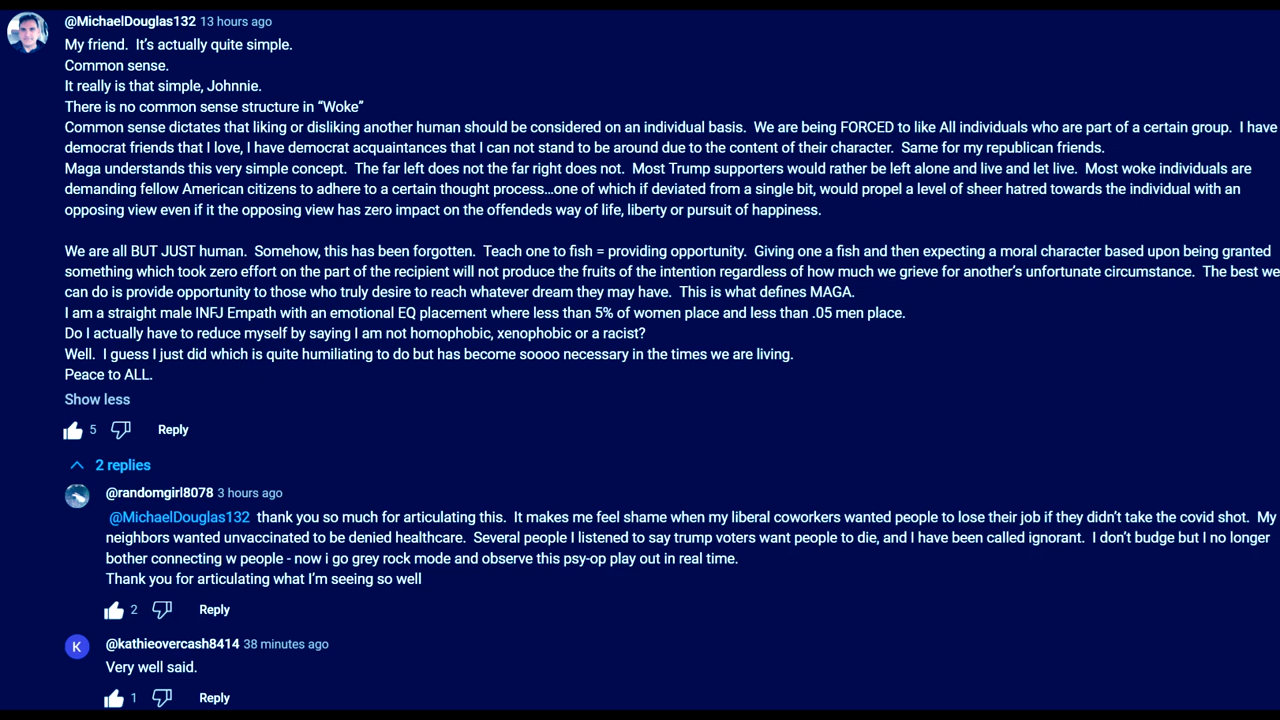 @MichaelDouglas132 13 hours ago
My friend.  It's actually quite simple.
Common sense.
It really is that simple, Johnnie.
There is no common sense structure in “Woke”
Common sense dictates that liking or disliking another human should be considered on an individual basis.  We are being FORCED to like All individuals who are part of a certain group.  I have
democrat friends that I love, I have democrat acquaintances that I can not stand to be around due to the content of their character.  Same for my republican friends.
Maga understands this very simple concept.  The far left does not the far right does not.  Most Trump supporters would rather be left alone and live and let live.  Most woke individuals are
demanding fellow American citizens to adhere to a certain thought process…one of which if deviated from a single bit, would propel a level of sheer hatred towards the individual with an
opposing view even if it the opposing view has zero impact on the offendeds way of life, liberty or pursuit of happiness.
We are all BUT JUST human.  Somehow, this has been forgotten.  Teach one to fish = providing opportunity.  Giving one a fish and then expecting a moral character based upon being granted
something which took zero effort on the part of the recipient will not produce the fruits of the intention regardless of how much we grieve for another's unfortunate circumstance.  The best we
can do is provide opportunity to those who truly desire to reach whatever dream they may have.  This is what defines MAGA.
I am a straight male INFJ Empath with an emotional EQ placement where less than 5% of women place and less than .05 men place.
Do I actually have to reduce myself by saying I am not homophobic, xenophobic or a racist?
Well.  I guess I just did which is quite humiliating to do but has become soooo necessary in the times we are living.
Peace to ALL.
Show less
5 Reply
2 replies
@randomgirl8078 3 hours ago
@MichaelDouglas132 thank you so much for articulating this.  It makes me feel shame when my liberal coworkers wanted people to lose their job if they didn't take the covid shot.  My
neighbors wanted unvaccinated to be denied healthcare.  Several people I listened to say trump voters want people to die, and I have been called ignorant.  I don't budge but I no longer
bother connecting w people - now i go grey rock mode and observe this psy-op play out in real time.
Thank you for articulating what I'm seeing so well
2 Reply
K @kathieovercash8414 38 minutes ago
Very well said.
1 Reply